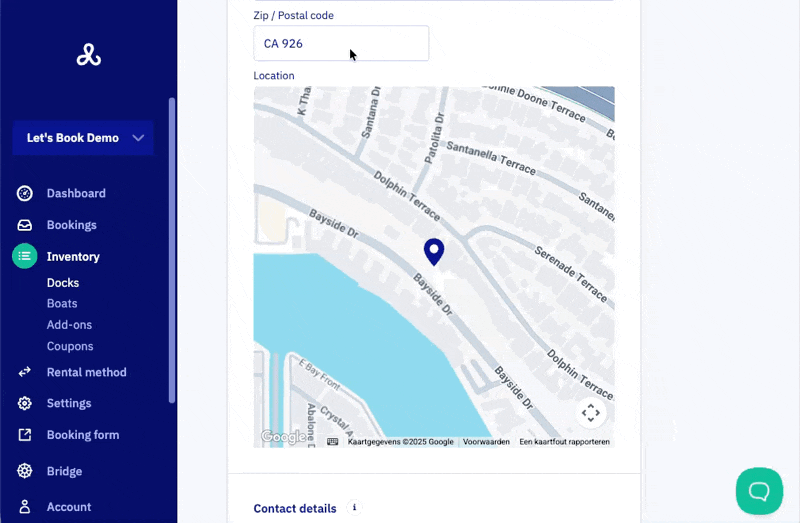 Let's Book Demo
Dashboard
Bookings
Inventory
Docks
Boats
Add-ons
Coupons
Rental method
Settings
Booking form
Bridge
Account
Zip / Postal code
CA 926
Location
K Tha
Santana Dr
Patolita Dr
nnie Doone Terrace
Santanella Terrace
Santane
Dolphin Terrace
Bayside Dr
Serenade Terrace
Bayside Dr
Dolphin Terrace
Bayside Dr
E Bay Front
Abalone
Crystal A
Google
Kaartgegevens ©2025 Google
Voorwaarden
Een kaartfout rapporteren
Contact details i